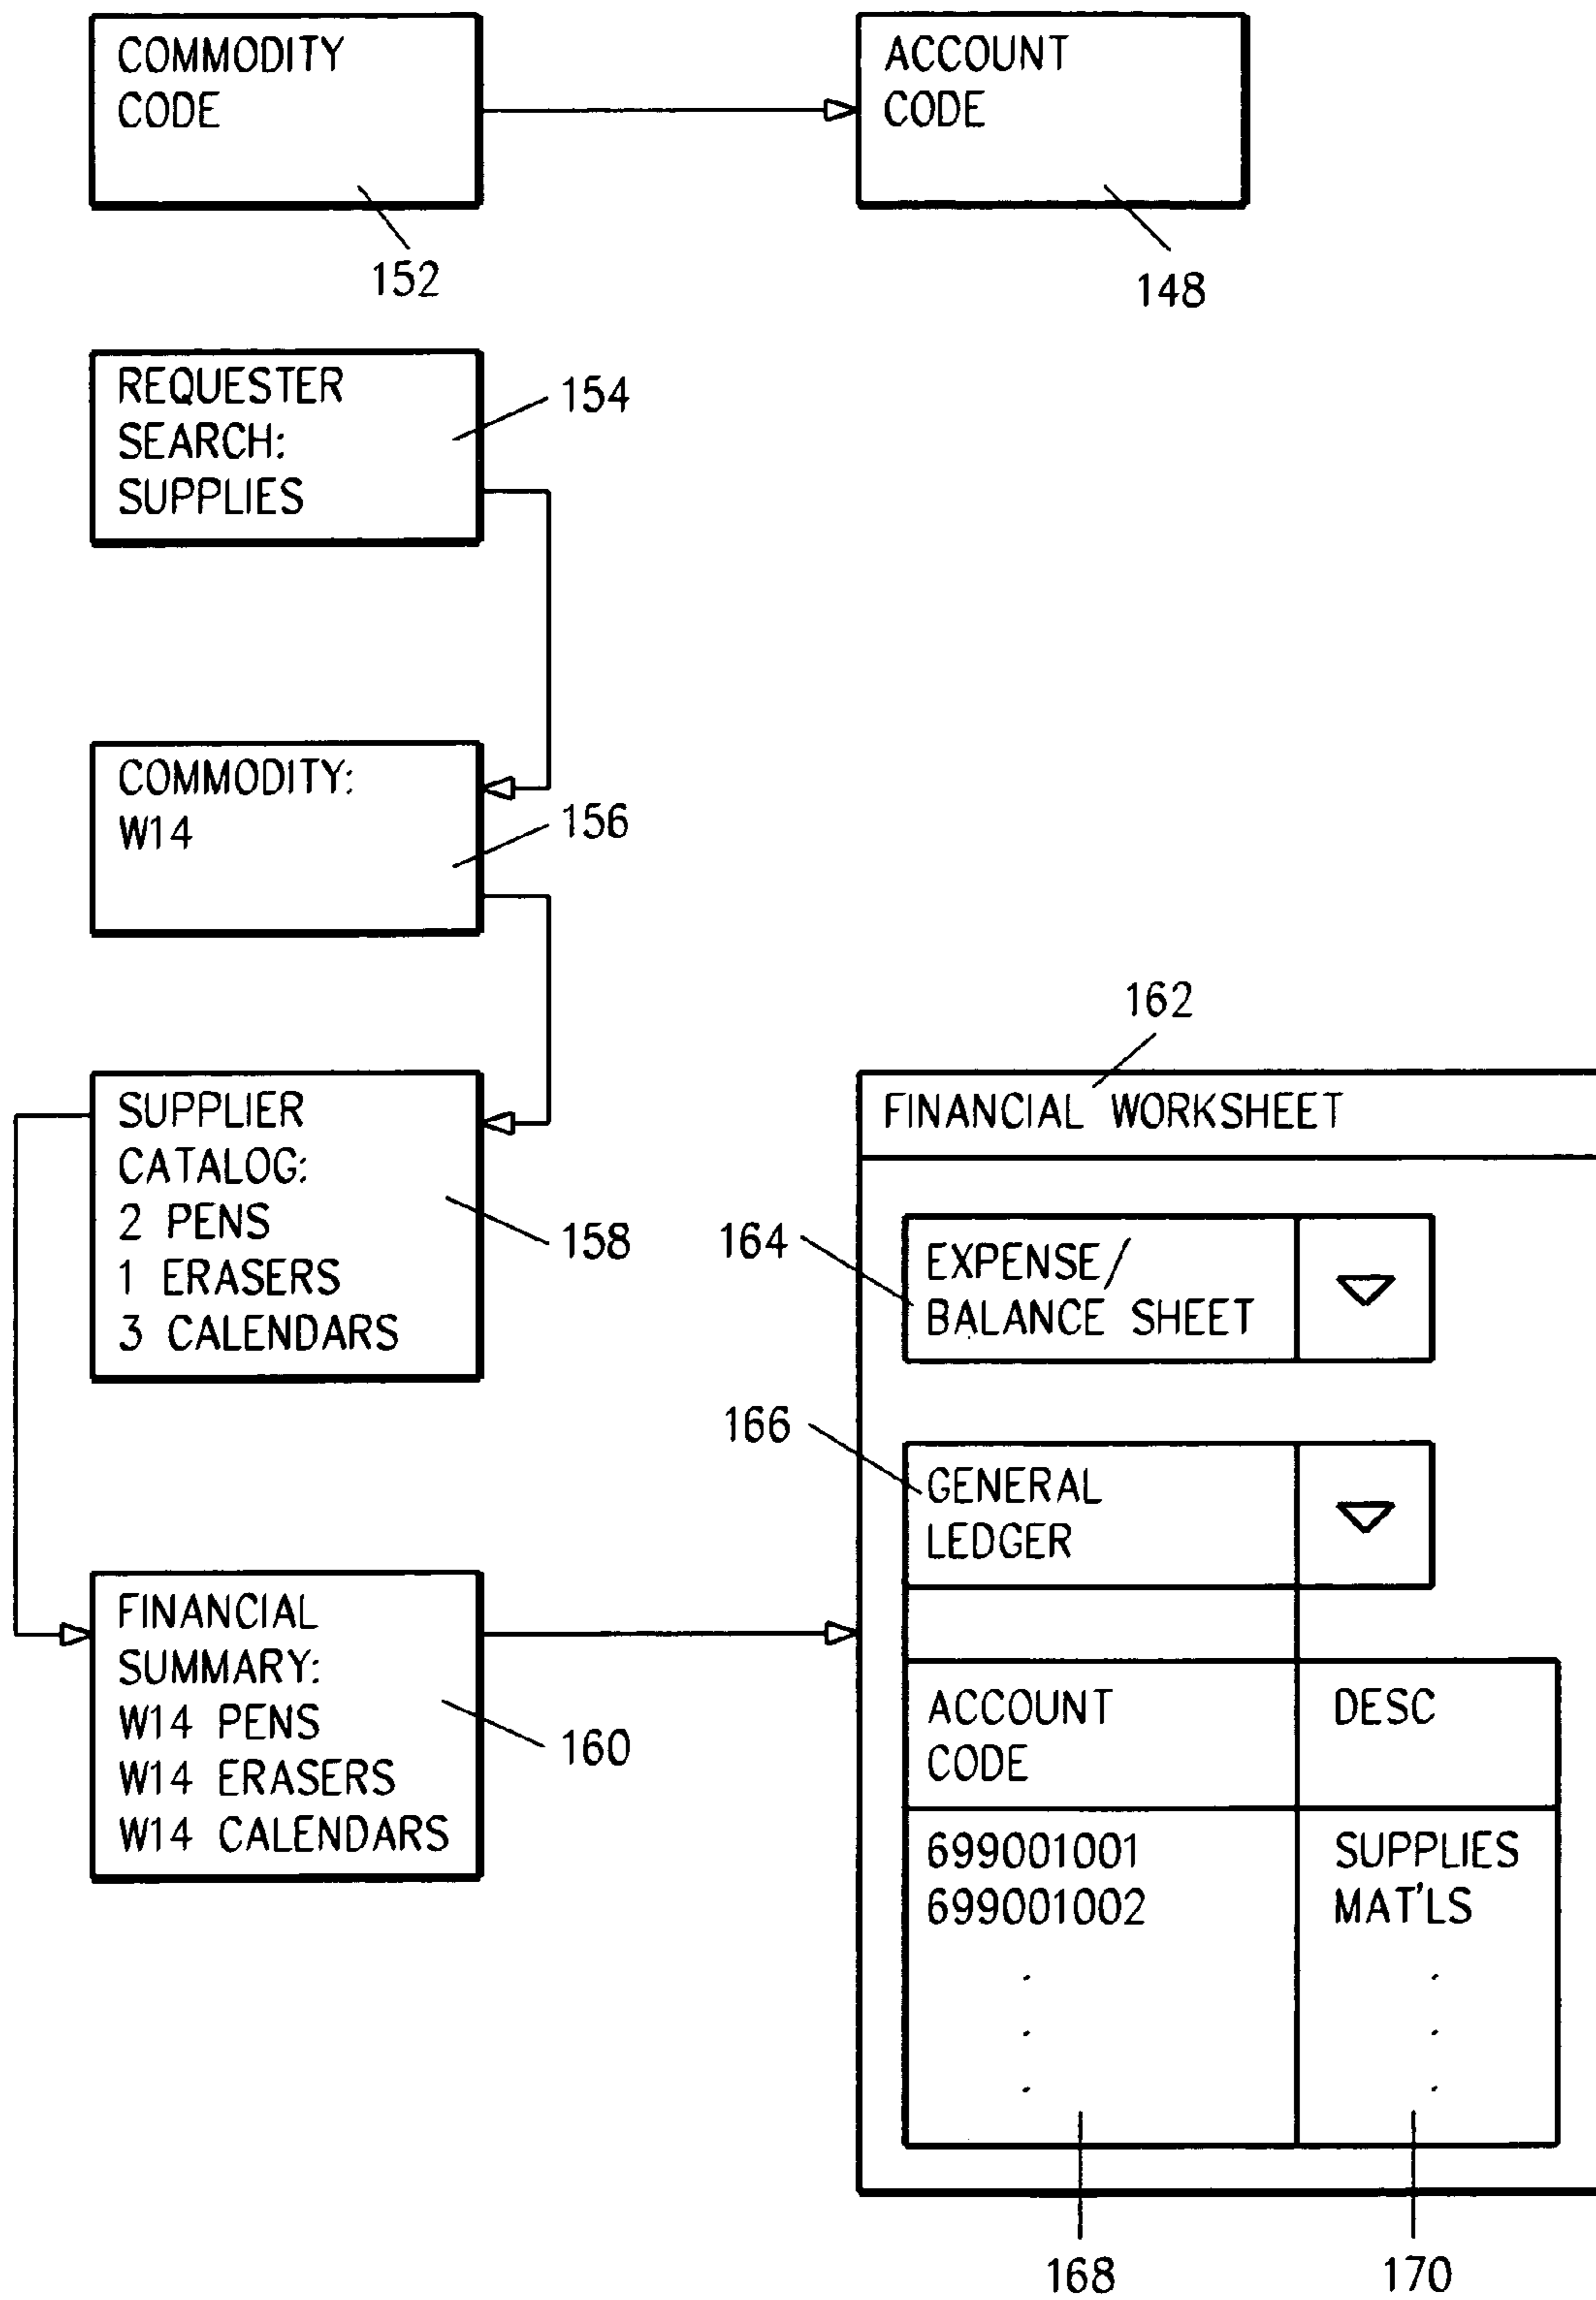 COMMODITY
CODE
152
ACCOUNT
CODE
148
REQUESTER
SEARCH:
SUPPLIES
154
COMMODITY:
W14
156
SUPPLIER
CATALOG:
2 PENS
1 ERASERS
3 CALENDARS
158
FINANCIAL
SUMMARY:
W14 PENS
W14 ERASERS
W14 CALENDARS
160
162
FINANCIAL WORKSHEET
164
EXPENSE/
BALANCE SHEET
166
GENERAL
LEDGER
ACCOUNT
CODE
DESC
699001001 SUPPLIES
699001002 MAT'LS
168
170